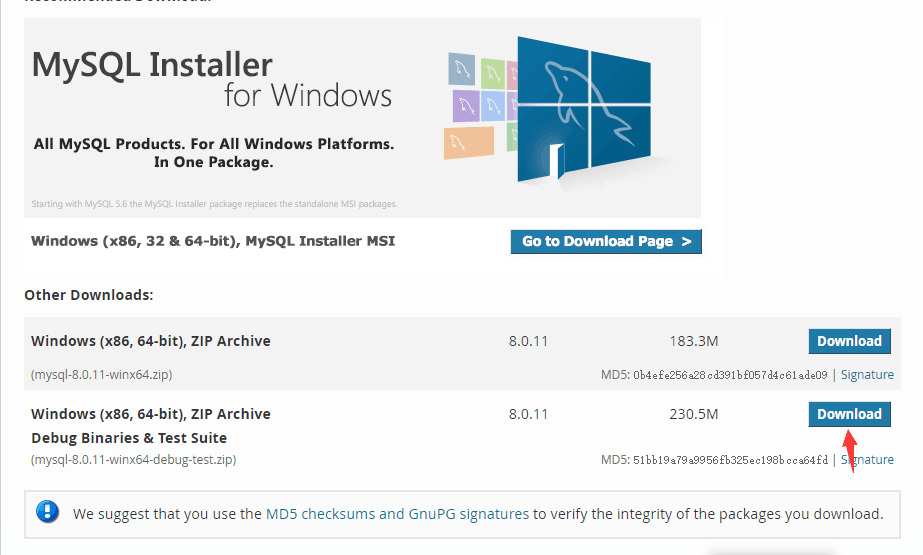 Recommended Download:
MySQL Installer
for Windows
All MySQL Products. For All Windows Platforms.
In One Package.
Starting with MySQL 5.6 the MySQL Installer package replaces the standalone MSI packages.
Windows (x86, 32 & 64-bit), MySQL Installer MSI
Go to Download Page >
Other Downloads:
Windows (x86, 64-bit), ZIP Archive 8.0.11 183.3M Download
(mysql-8.0.11-winx64.zip) MD5: 0b4efe256a28cd391bf057d4c61ade09 | Signature
Windows (x86, 64-bit), ZIP Archive 8.0.11 230.5M Download
Debug Binaries & Test Suite
(mysql-8.0.11-winx64-debug-test.zip) MD5: 51bb19a79a9956fb325ec198bcca64fd | Signature
We suggest that you use the MD5 checksums and GnuPG signatures to verify the integrity of the packages you download.